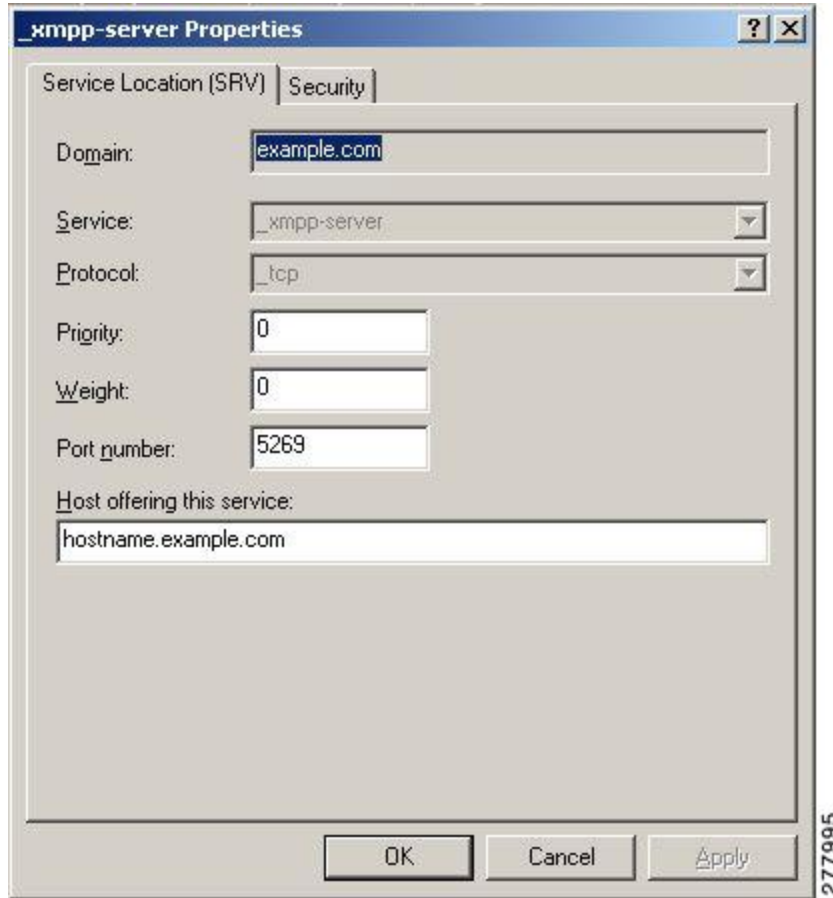 _xmpp-server Properties
Service Location (SRV)
Security
Domain:
example.com
Service:
_xmpp-server
Protocol:
_tcp
Priority:
0
Weight:
0
Port number:
5269
Host offering this service:
hostname.example.com
OK
Cancel
Apply
277995